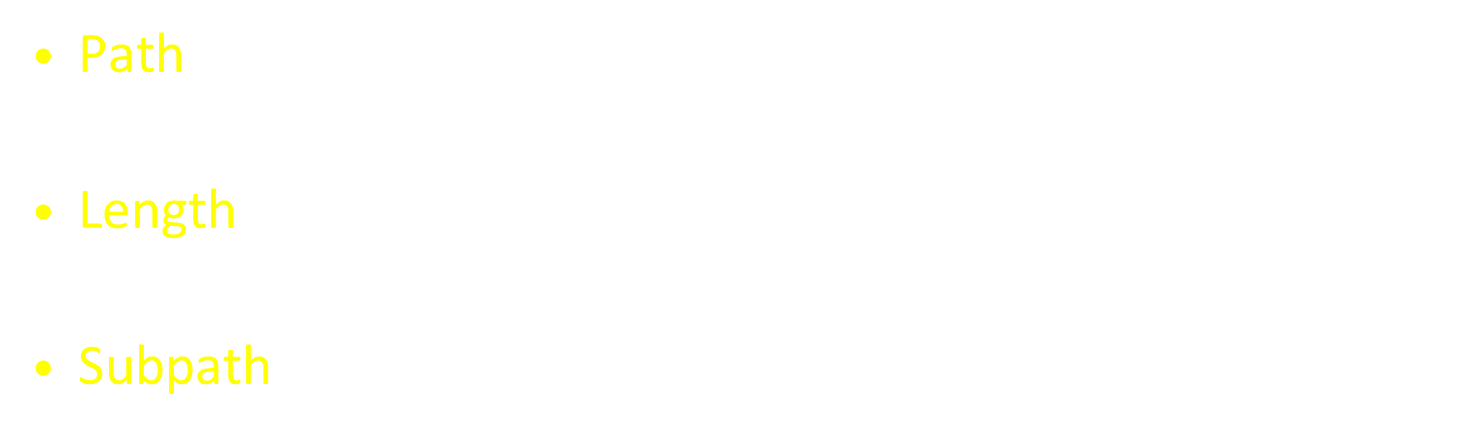 • Path
• Length
• Subpath